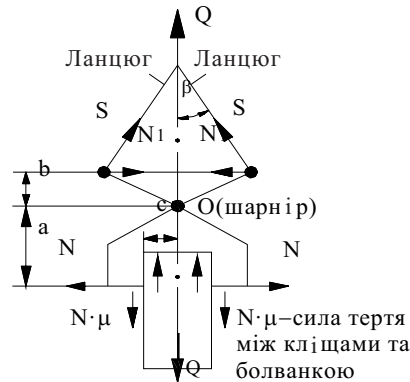 Q
Ланцюг Ланцюг
β
S S
N1 N
b
c О(шарнір)
a
N N
N·μ N·μ–сила тертя
між кліщами та
Q болванкою